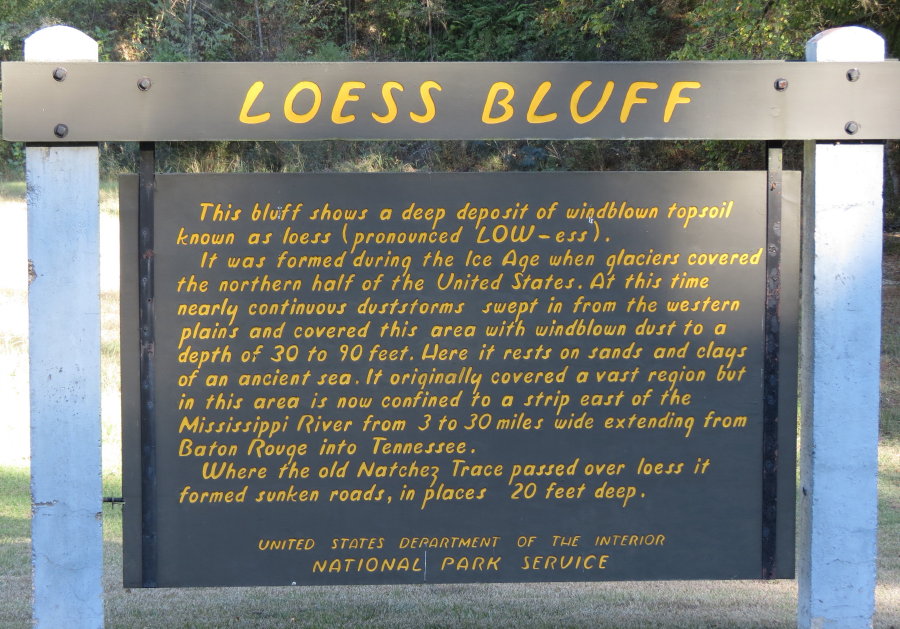 LOESS BLUFF
This bluff shows a deep deposit of windblown topsoil
known as loess (pronounced LOW-ess).
It was formed during the Ice Age when glaciers covered
the northern half of the United States. At this time
nearly continuous duststorms swept in from the western
plains and covered this area with windblown dust to a
depth of 30 to 90 feet. Here it rests on sands and clays
of an ancient sea. It originally covered a vast region but
in this area is now confined to a strip east of the
Mississippi River from 3 to 30 miles wide extending from
Baton Rouge into Tennessee.
Where the old Natchez Trace passed over loess it
formed sunken roads, in places 20 feet deep.
UNITED STATES DEPARTMENT OF THE INTERIOR
NATIONAL PARK SERVICE